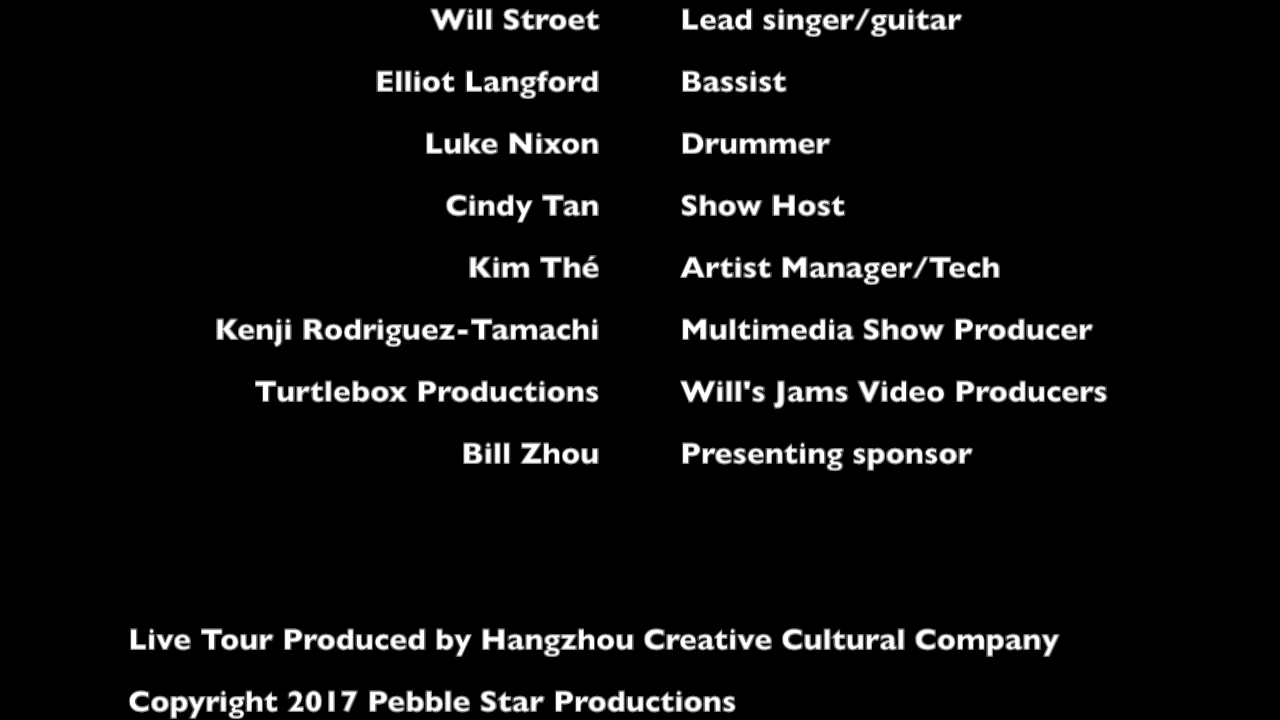 Will Stroet Lead singer/guitar
Elliot Langford Bassist
Luke Nixon Drummer
Cindy Tan Show Host
Kim Thé Artist Manager/Tech
Kenji Rodriguez-Tamachi Multimedia Show Producer
Turtlebox Productions Will's Jams Video Producers
Bill Zhou Presenting sponsor
Live Tour Produced by Hangzhou Creative Cultural Company
Copyright 2017 Pebble Star Productions